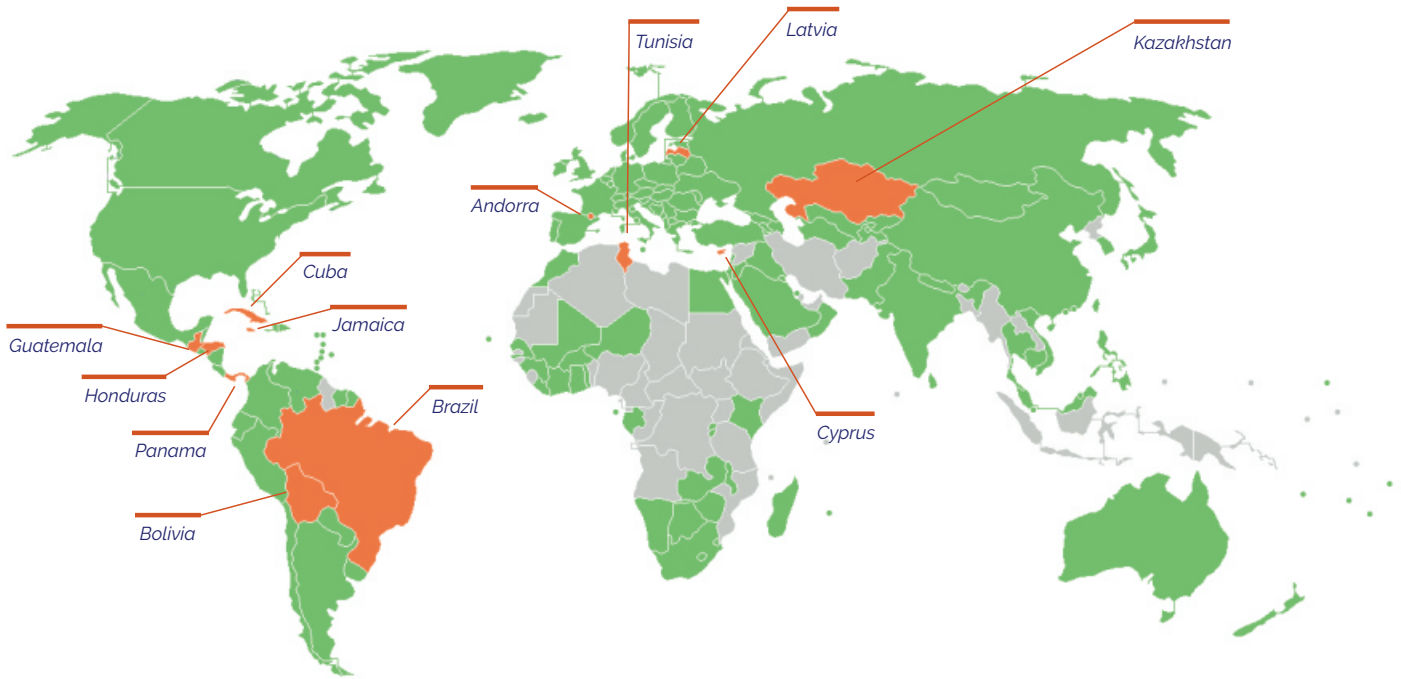 Latvia
Tunisia
Kazakhstan
Andorra
Cuba
Jamaica
Guatemala
Honduras
Brazil
Cyprus
Panama
Bolivia